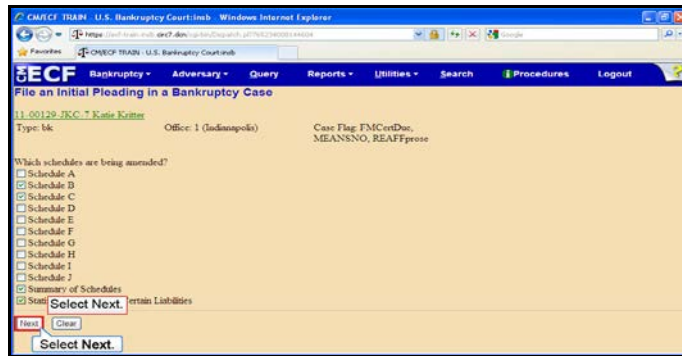 CM/ECF TRAIN - U.S. Bankruptcy Court:insb - Windows Internet Explorer
Google
Favorites CM/ECF TRAIN - U.S. Bankruptcy Court:insb
ECF Bankruptcy Adversary Query Reports Utilities Search Procedures Logout
File an Initial Pleading in a Bankruptcy Case
11-00129-JKC-7 Katie Kritter
Type: bk Office: 1 (Indianapolis) Case Flag: FMCertDue,
MEANSNO, REAFFprose
Which schedules are being amended?
Schedule A
Schedule B
Schedule C
Schedule D
Schedule E
Schedule F
Schedule G
Schedule H
Schedule I
Schedule J
Summary of Schedules
Stati Select Next. ertain Liabilities
Next Clear
Select Next.